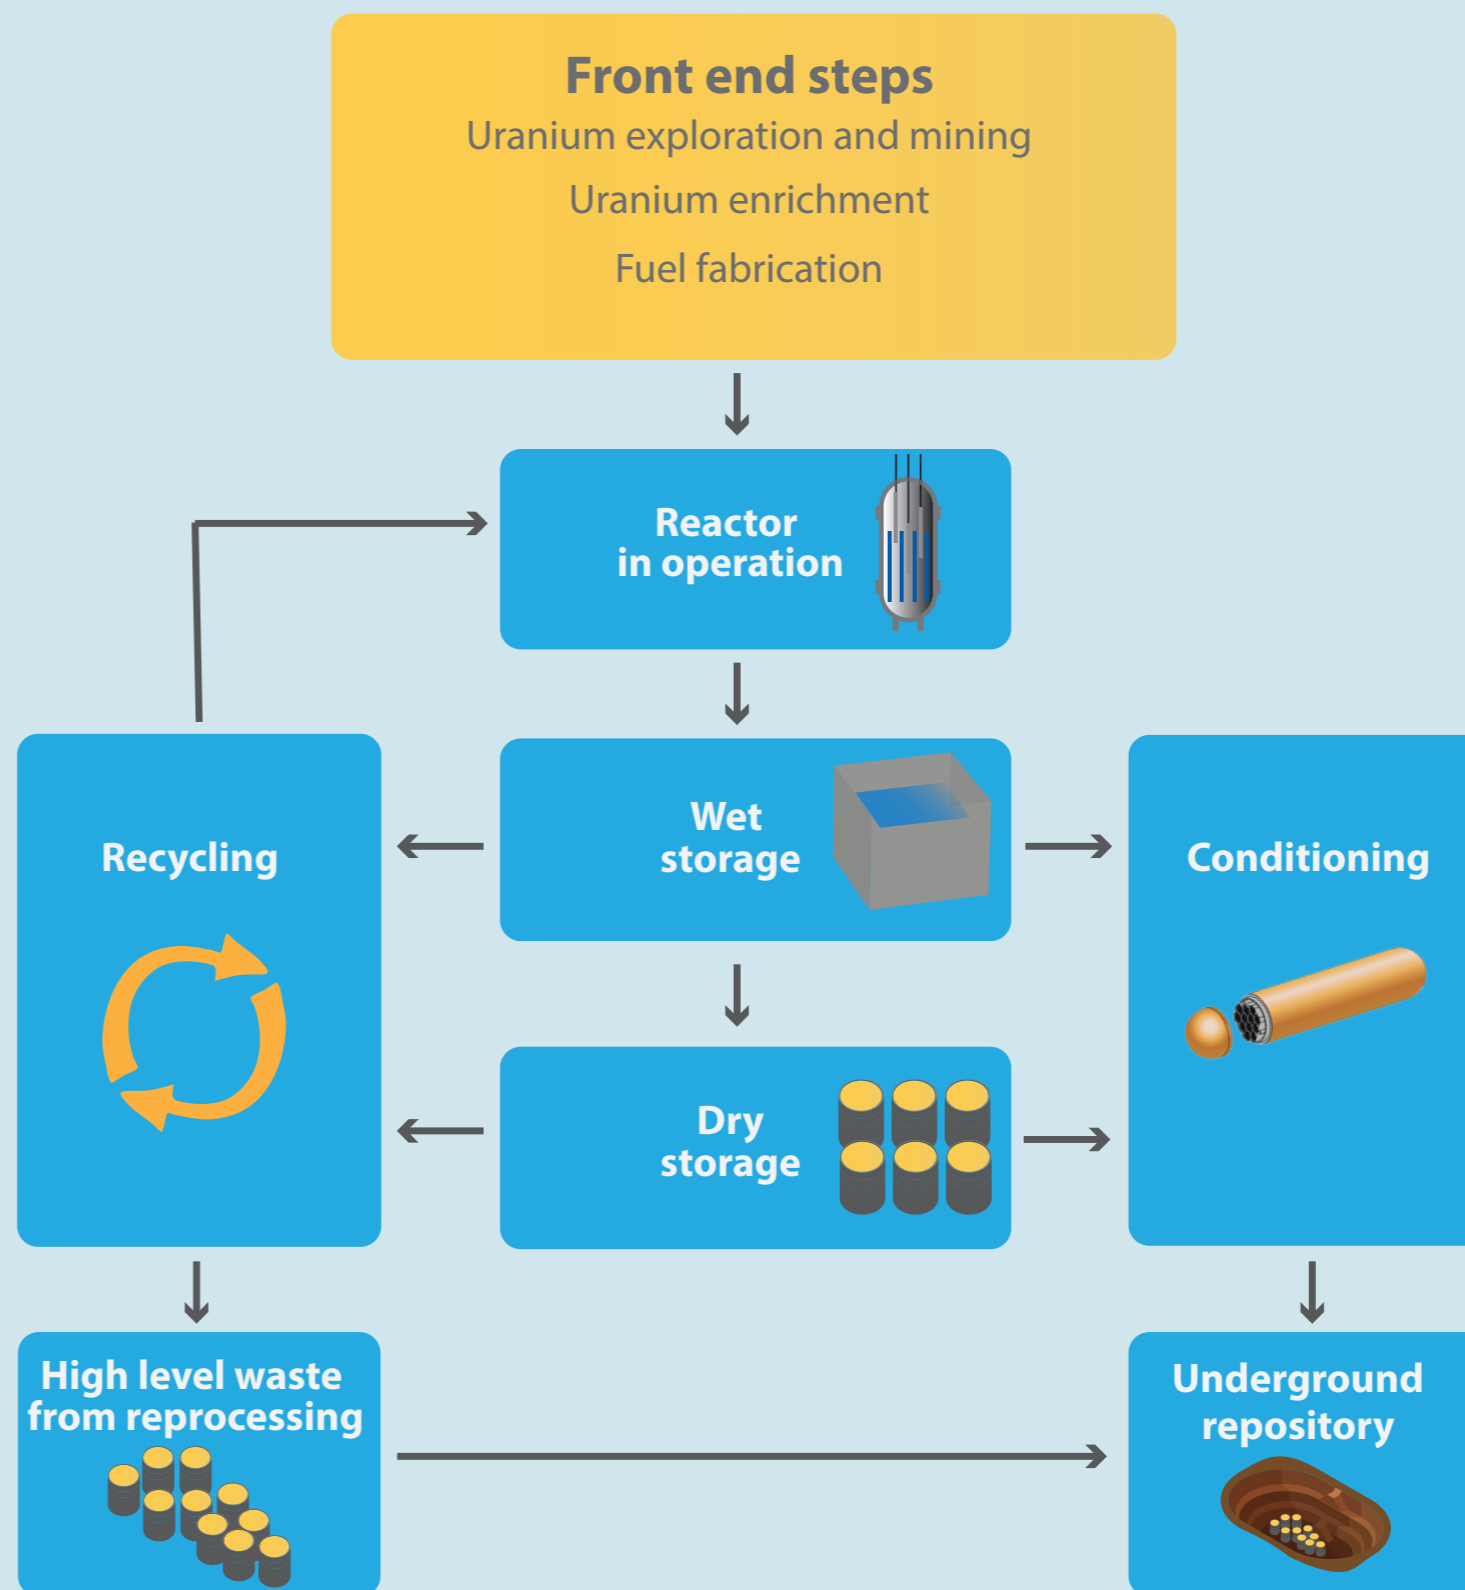 Front end steps
Uranium exploration and mining
Uranium enrichment
Fuel fabrication
Reactor
in operation
Wet
storage
Recycling
Conditioning
Dry
storage
High level waste
from reprocessing
Underground
repository